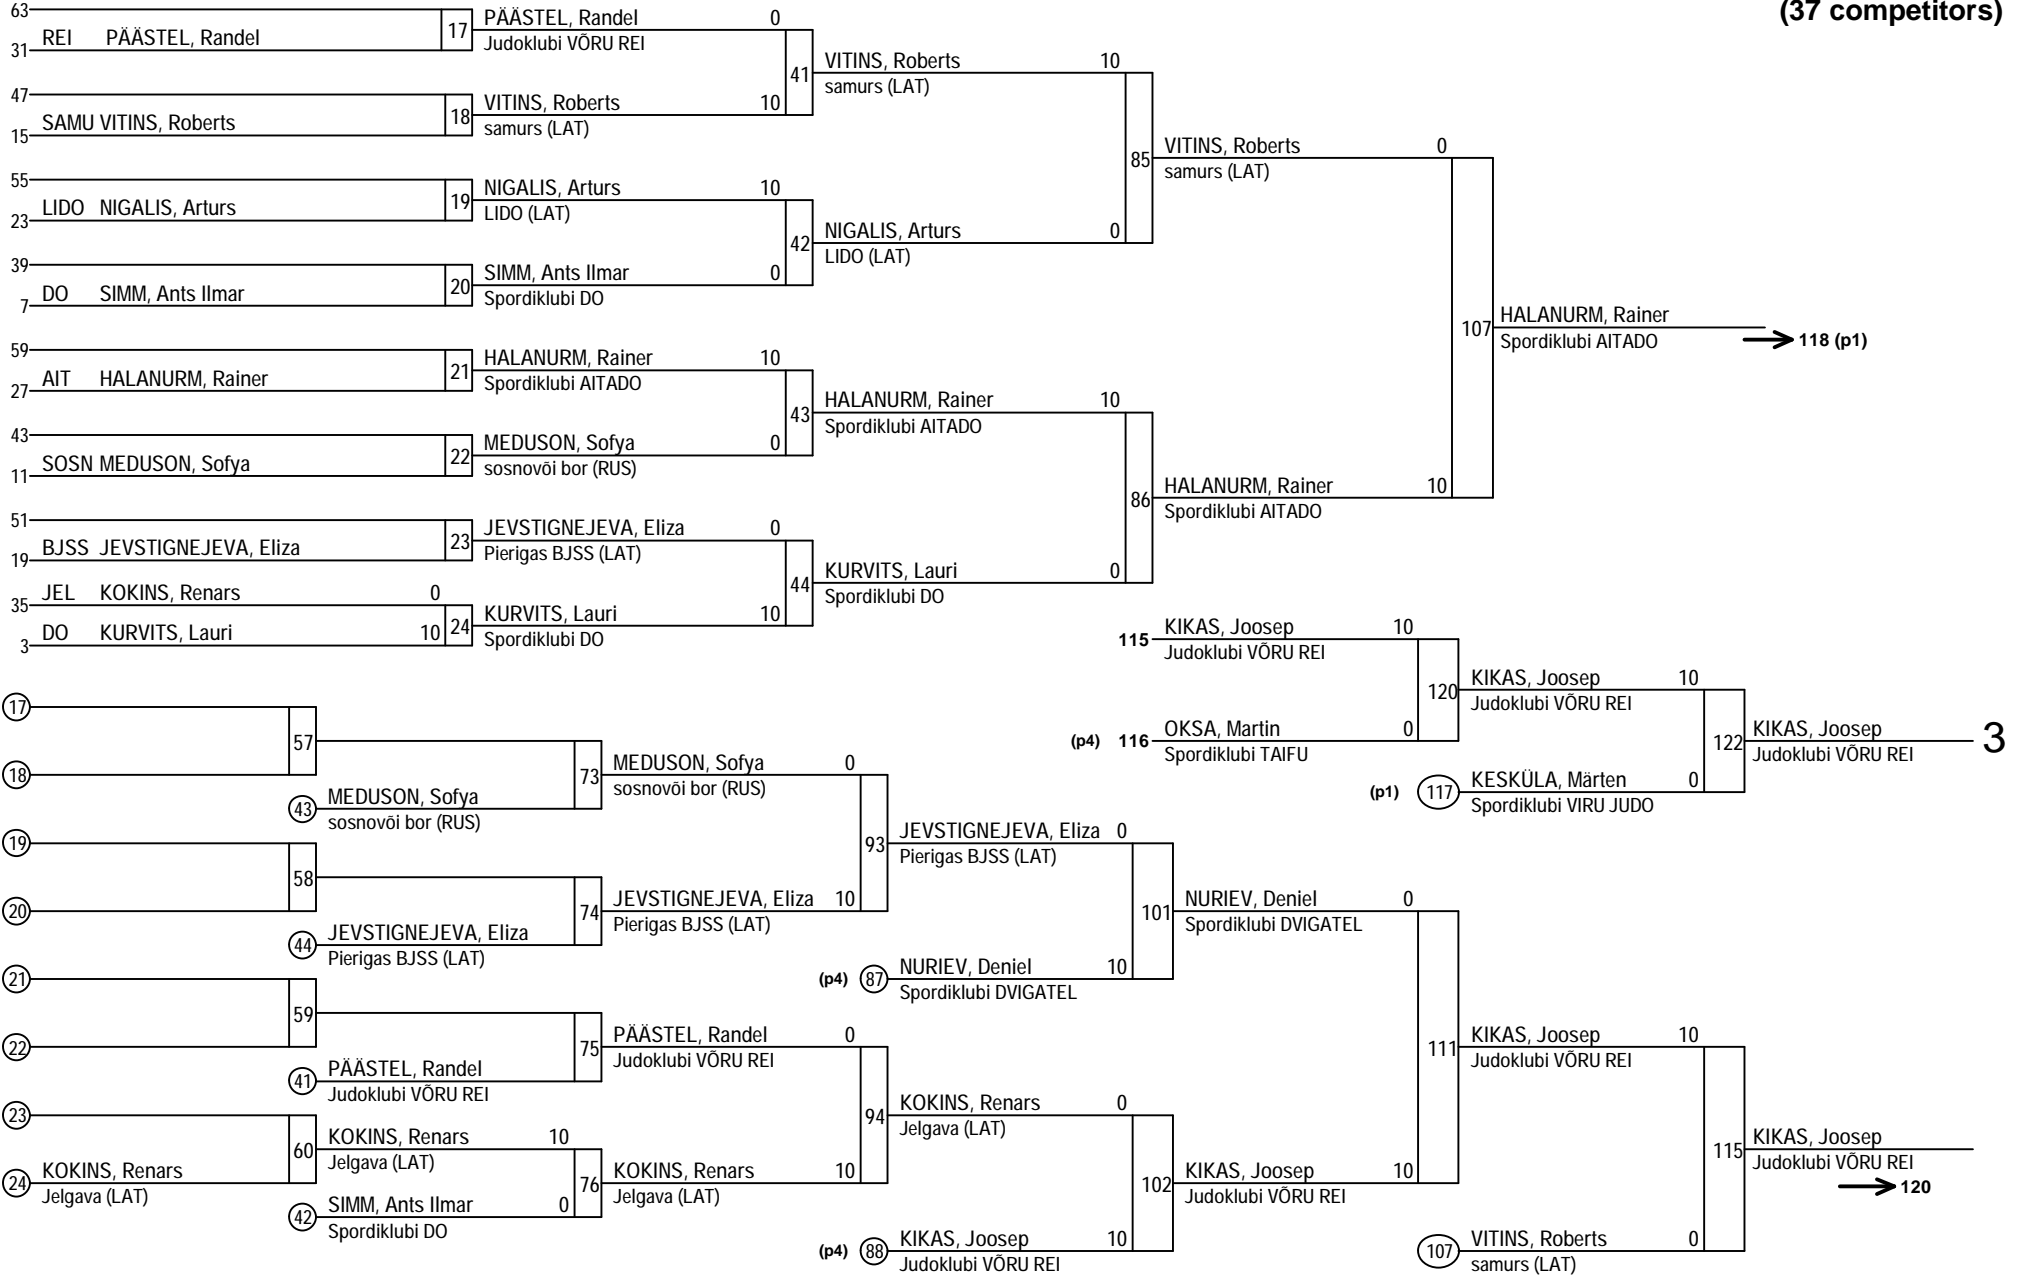 (37 competitors)
63
REI PÄÄSTEL, Randel
31
17
PÄÄSTEL, Randel 0
Judoklubi VÕRU REI
47
SAMU VITINS, Roberts
15
18
VITINS, Roberts 10
samurs (LAT)
41
VITINS, Roberts 10
samurs (LAT)
55
LIDO NIGALIS, Arturs
23
19
NIGALIS, Arturs 10
LIDO (LAT)
39
DO SIMM, Ants Ilmar
7
20
SIMM, Ants Ilmar 0
Spordiklubi DO
42
NIGALIS, Arturs 0
LIDO (LAT)
85
VITINS, Roberts 0
samurs (LAT)
59
AIT HALANURM, Rainer
27
21
HALANURM, Rainer 10
Spordiklubi AITADO
43
SOSN MEDUSON, Sofya
11
22
MEDUSON, Sofya 0
sosnovõi bor (RUS)
43
HALANURM, Rainer 10
Spordiklubi AITADO
51
BJSS JEVSTIGNEJEVA, Eliza
19
23
JEVSTIGNEJEVA, Eliza 0
Pierigas BJSS (LAT)
JEL KOKINS, Renars 0
35
DO KURVITS, Lauri 10
3
24
KURVITS, Lauri 10
Spordiklubi DO
44
KURVITS, Lauri 0
Spordiklubi DO
86
HALANURM, Rainer 10
Spordiklubi AITADO
107
HALANURM, Rainer
Spordiklubi AITADO
118 (p1)
115
KIKAS, Joosep 10
Judoklubi VÕRU REI
(p4) 116
OKSA, Martin 0
Spordiklubi TAIFU
120
KIKAS, Joosep 10
Judoklubi VÕRU REI
(p1) 117
KESKÜLA, Märten 0
Spordiklubi VIRU JUDO
122
KIKAS, Joosep
Judoklubi VÕRU REI
3
17
18
57
43
MEDUSON, Sofya
sosnovõi bor (RUS)
73
MEDUSON, Sofya 0
sosnovõi bor (RUS)
19
20
58
44
JEVSTIGNEJEVA, Eliza
Pierigas BJSS (LAT)
74
JEVSTIGNEJEVA, Eliza 10
Pierigas BJSS (LAT)
93
JEVSTIGNEJEVA, Eliza 0
Pierigas BJSS (LAT)
(p4) 87
NURIEV, Deniel 10
Spordiklubi DVIGATEL
101
NURIEV, Deniel 0
Spordiklubi DVIGATEL
21
22
59
41
PÄÄSTEL, Randel
Judoklubi VÕRU REI
75
PÄÄSTEL, Randel 0
Judoklubi VÕRU REI
23
24
KOKINS, Renars
Jelgava (LAT)
60
KOKINS, Renars 10
Jelgava (LAT)
42
SIMM, Ants Ilmar 0
Spordiklubi DO
76
KOKINS, Renars 10
Jelgava (LAT)
94
KOKINS, Renars 0
Jelgava (LAT)
(p4) 88
KIKAS, Joosep 10
Judoklubi VÕRU REI
102
KIKAS, Joosep 10
Judoklubi VÕRU REI
111
KIKAS, Joosep 10
Judoklubi VÕRU REI
107
VITINS, Roberts 0
samurs (LAT)
115
KIKAS, Joosep
Judoklubi VÕRU REI
120